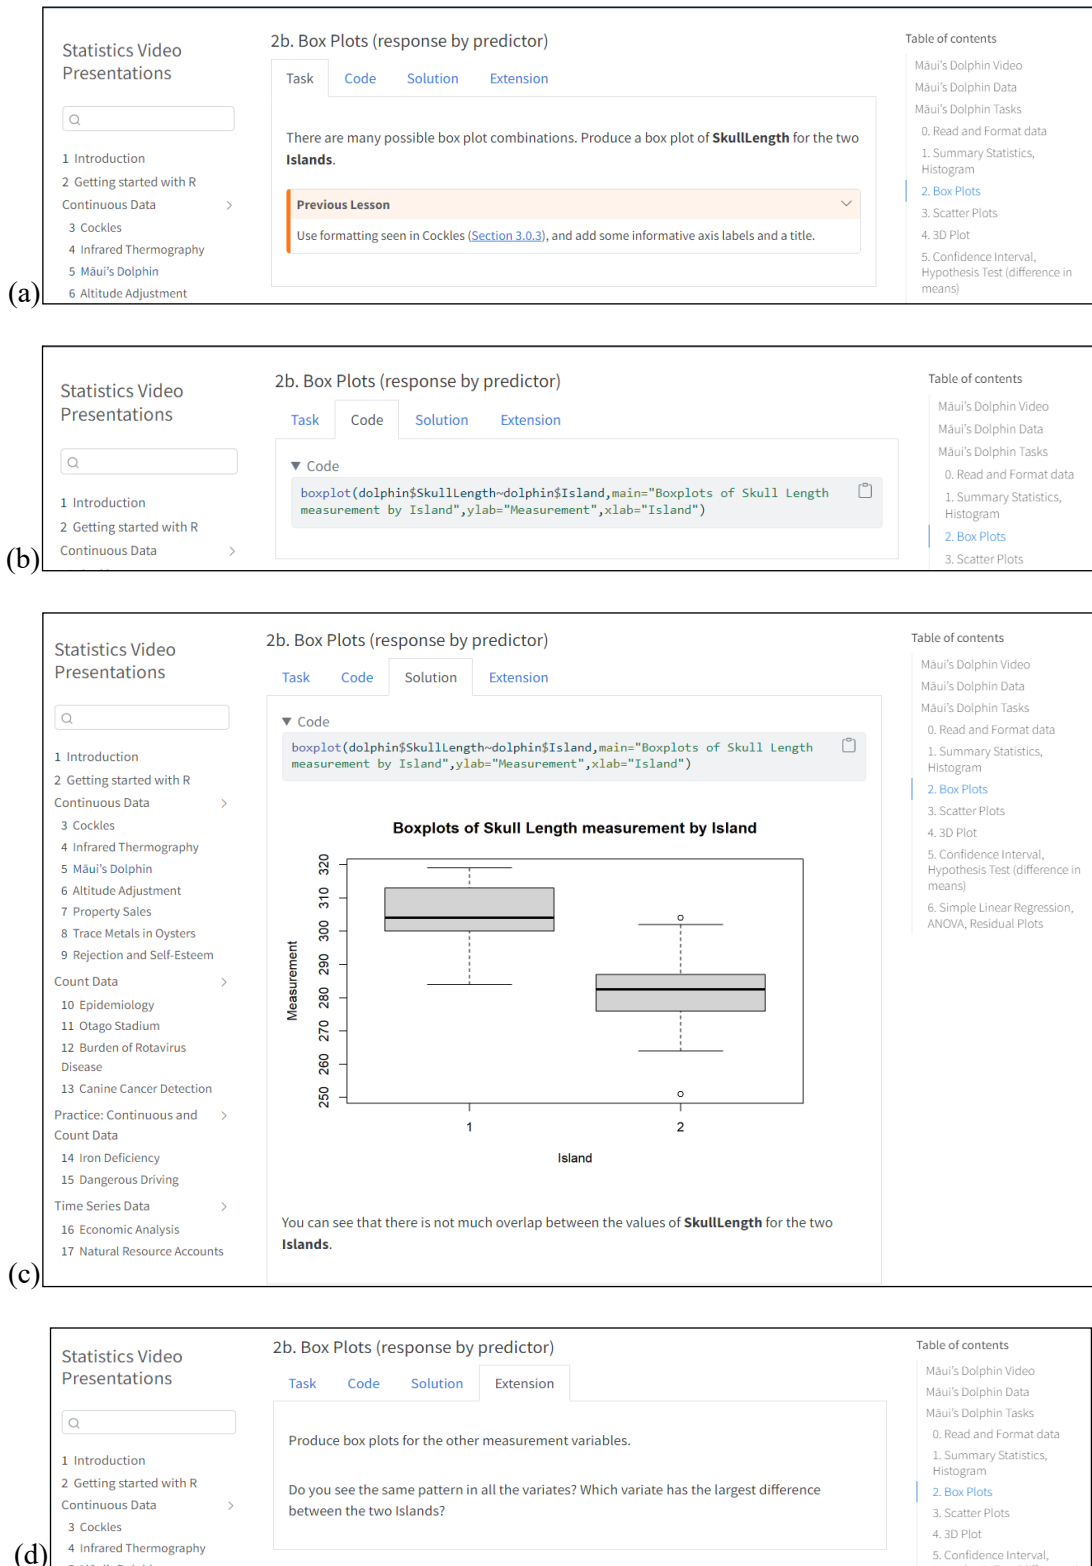 Statistics Video
Presentations
1 Introduction
2 Getting started with R
Continuous Data
3 Cockles
4 Infrared Thermography
5 Māui's Dolphin
6 Altitude Adjustment
(a)
2b. Box Plots (response by predictor)
Task Code Solution Extension
There are many possible box plot combinations. Produce a box plot of SkullLength for the two
Islands.
Previous Lesson
Use formatting seen in Cockles (Section 3.0.3), and add some informative axis labels and a title.
Table of contents
Māui's Dolphin Video
Māui's Dolphin Data
Māui's Dolphin Tasks
0. Read and Format data
1. Summary Statistics,
Histogram
2. Box Plots
3. Scatter Plots
4. 3D Plot
5. Confidence Interval,
Hypothesis Test (difference in
means)
Statistics Video
Presentations
1 Introduction
2 Getting started with R
Continuous Data
(b)
2b. Box Plots (response by predictor)
Task Code Solution Extension
Code
boxplot(dolphin$SkullLength~dolphin$Island,main="Boxplots of Skull Length
measurement by Island",ylab="Measurement",xlab="Island")
Table of contents
Māui's Dolphin Video
Māui's Dolphin Data
Māui's Dolphin Tasks
0. Read and Format data
1. Summary Statistics,
Histogram
2. Box Plots
3. Scatter Plots
Statistics Video
Presentations
1 Introduction
2 Getting started with R
Continuous Data
3 Cockles
4 Infrared Thermography
5 Māui's Dolphin
6 Altitude Adjustment
7 Property Sales
8 Trace Metals in Oysters
9 Rejection and Self-Esteem
Count Data
10 Epidemiology
11 Otago Stadium
12 Burden of Rotavirus
Disease
13 Canine Cancer Detection
Practice: Continuous and
Count Data
14 Iron Deficiency
15 Dangerous Driving
Time Series Data
16 Economic Analysis
17 Natural Resource Accounts
(c)
2b. Box Plots (response by predictor)
Task Code Solution Extension
Code
boxplot(dolphin$SkullLength~dolphin$Island,main="Boxplots of Skull Length
measurement by Island",ylab="Measurement",xlab="Island")
Boxplots of Skull Length measurement by Island
Measurement
320
310
300
290
280
270
260
250
1 2
Island
You can see that there is not much overlap between the values of SkullLength for the two
Islands.
Table of contents
Māui's Dolphin Video
Māui's Dolphin Data
Māui's Dolphin Tasks
0. Read and Format data
1. Summary Statistics,
Histogram
2. Box Plots
3. Scatter Plots
4. 3D Plot
5. Confidence Interval,
Hypothesis Test (difference in
means)
6. Simple Linear Regression,
ANOVA, Residual Plots
Statistics Video
Presentations
1 Introduction
2 Getting started with R
Continuous Data
3 Cockles
4 Infrared Thermography
(d)
2b. Box Plots (response by predictor)
Task Code Solution Extension
Produce box plots for the other measurement variables.
Do you see the same pattern in all the variates? Which variate has the largest difference
between the two Islands?
Table of contents
Māui's Dolphin Video
Māui's Dolphin Data
Māui's Dolphin Tasks
0. Read and Format data
1. Summary Statistics,
Histogram
2. Box Plots
3. Scatter Plots
4. 3D Plot
5. Confidence Interval,